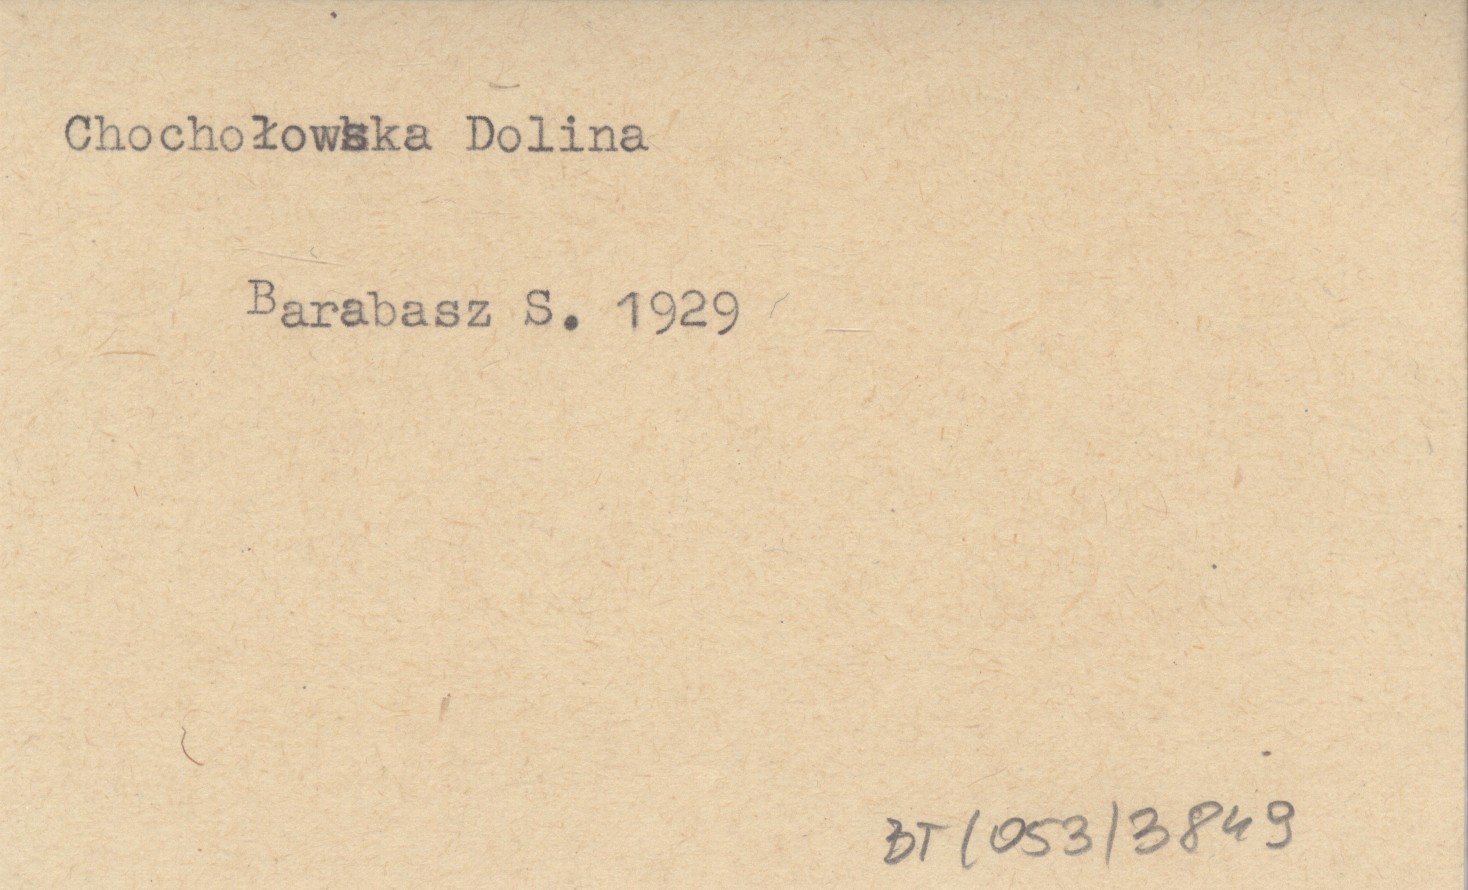 Chochołowska Dolina
Barabasz S. 1929
BT/053/3849